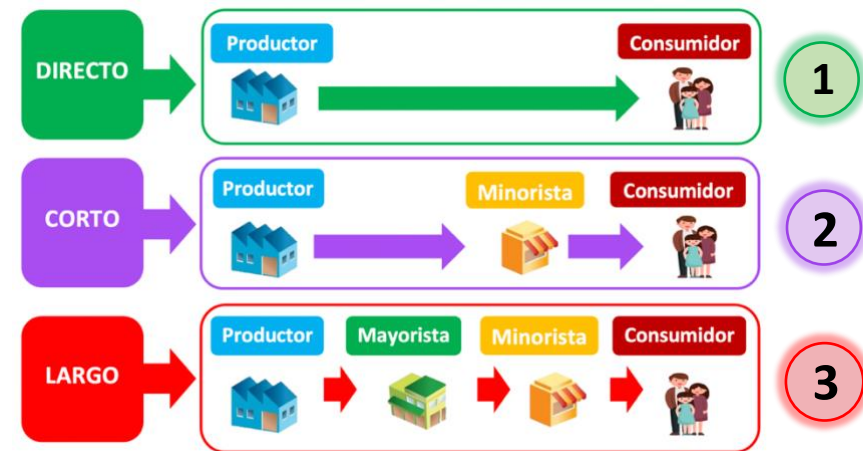 DIRECTO
Productor
Consumidor
1
CORTO
Productor
Minorista
Consumidor
2
LARGO
Productor
Mayorista
Minorista
Consumidor
3